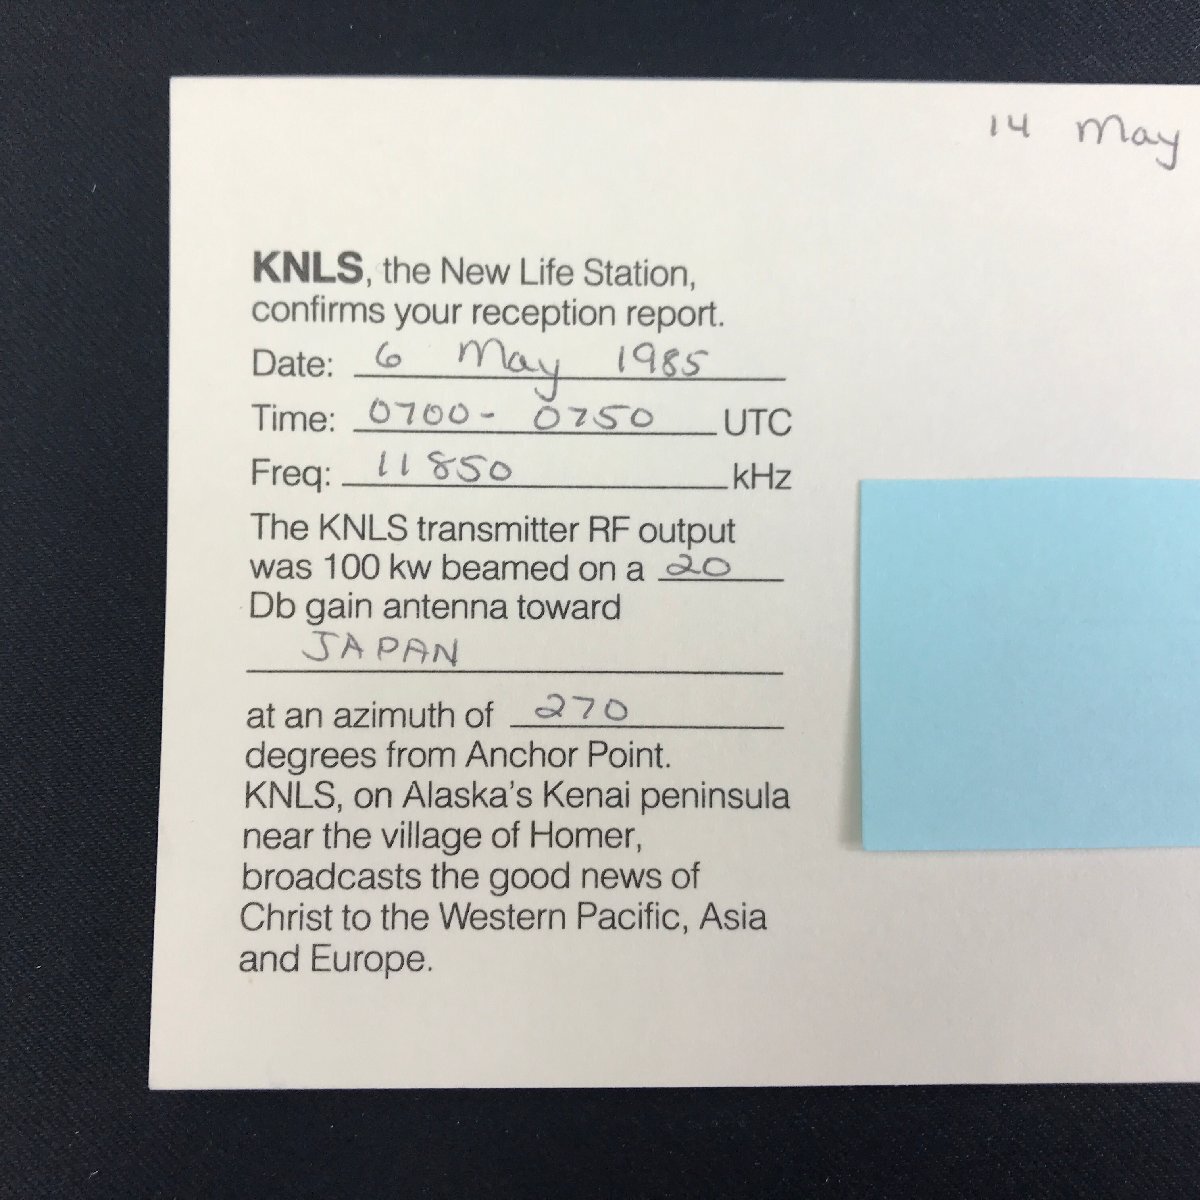 14 May
KNLS, the New Life Station,
confirms your reception report.
Date: 6 May 1985
Time: 0700 - 0750 UTC
Freq: 11850 kHz
The KNLS transmitter RF output
was 100 kw beamed on a 20
Db gain antenna toward
JAPAN
at an azimuth of 270
degrees from Anchor Point.
KNLS, on Alaska's Kenai peninsula
near the village of Homer,
broadcasts the good news of
Christ to the Western Pacific, Asia
and Europe.